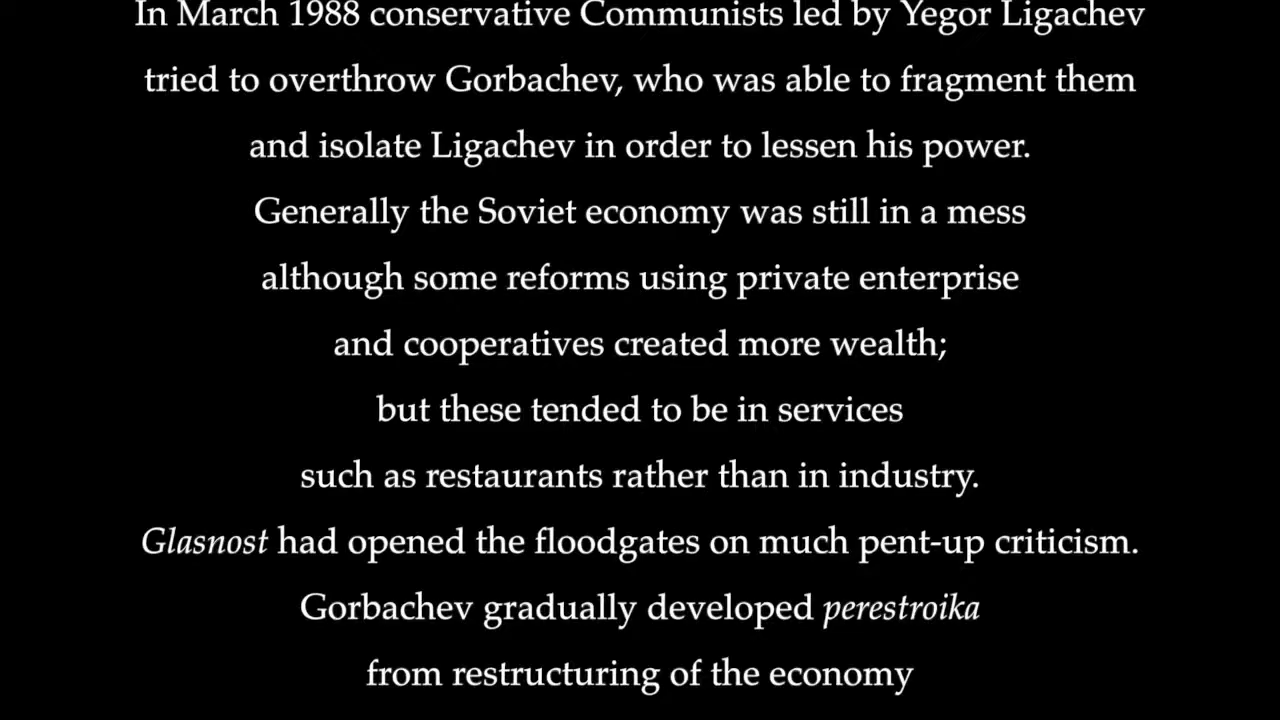 In March 1988 conservative Communists led by Yegor Ligachev
tried to overthrow Gorbachev, who was able to fragment them
and isolate Ligachev in order to lessen his power.
Generally the Soviet economy was still in a mess
although some reforms using private enterprise
and cooperatives created more wealth;
but these tended to be in services
such as restaurants rather than in industry.
Glasnost had opened the floodgates on much pent-up criticism.
Gorbachev gradually developed perestroika
from restructuring of the economy